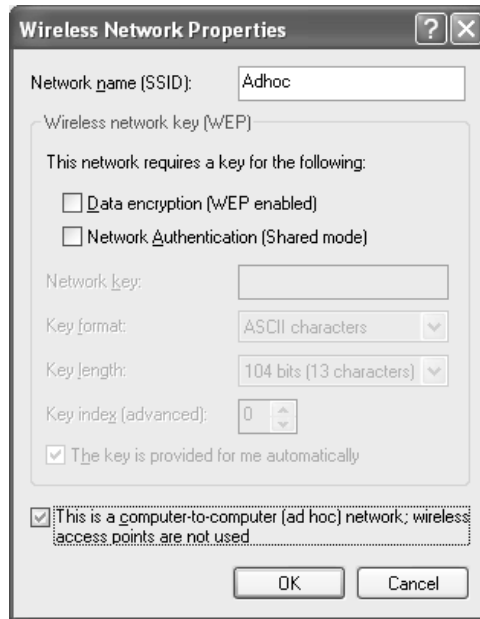 Wireless Network Properties
Network name (SSID): Adhoc
Wireless network key (WEP)
This network requires a key for the following:
Data encryption (WEP enabled)
Network Authentication (Shared mode)
Network key:
Key format: ASCII characters
Key length: 104 bits (13 characters)
Key index (advanced): 0
The key is provided for me automatically
This is a computer-to-computer (ad hoc) network; wireless
access points are not used
OK Cancel